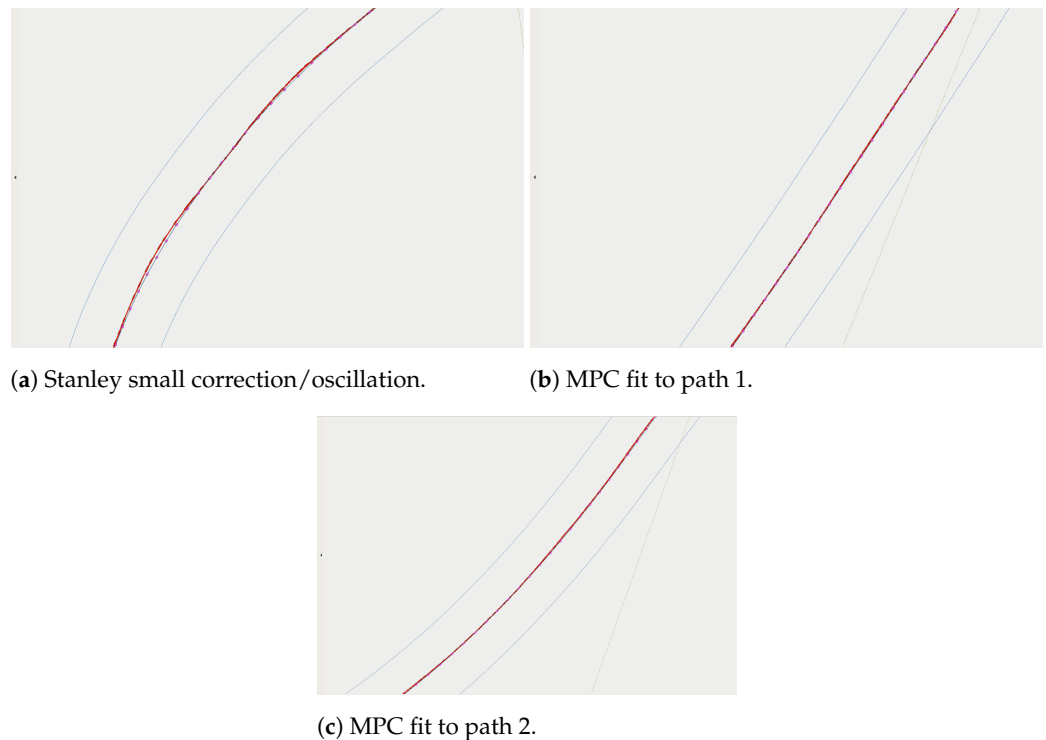 (a) Stanley small correction/oscillation.
(b) MPC fit to path 1.
(c) MPC fit to path 2.